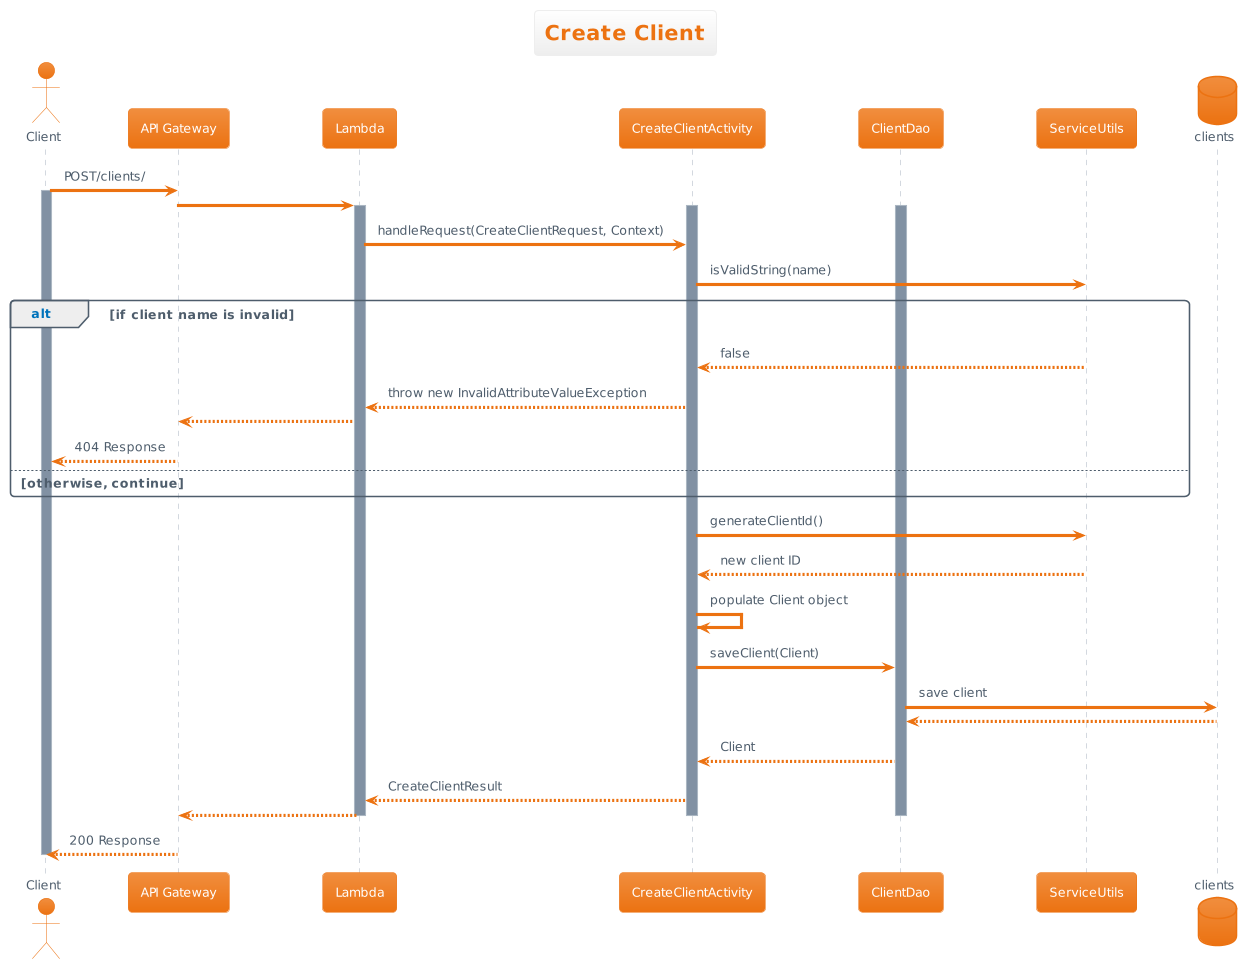 Create Client
Client
API Gateway
Lambda
CreateClientActivity
ClientDao
ServiceUtils
clients
POST/clients/
handleRequest(CreateClientRequest, Context)
isValidString(name)
alt
[if client name is invalid]
false
throw new InvalidAttributeValueException
404 Response
[otherwise, continue]
generateClientId()
new client ID
populate Client object
saveClient(Client)
save client
Client
CreateClientResult
200 Response
Client
API Gateway
Lambda
CreateClientActivity
ClientDao
ServiceUtils
clients